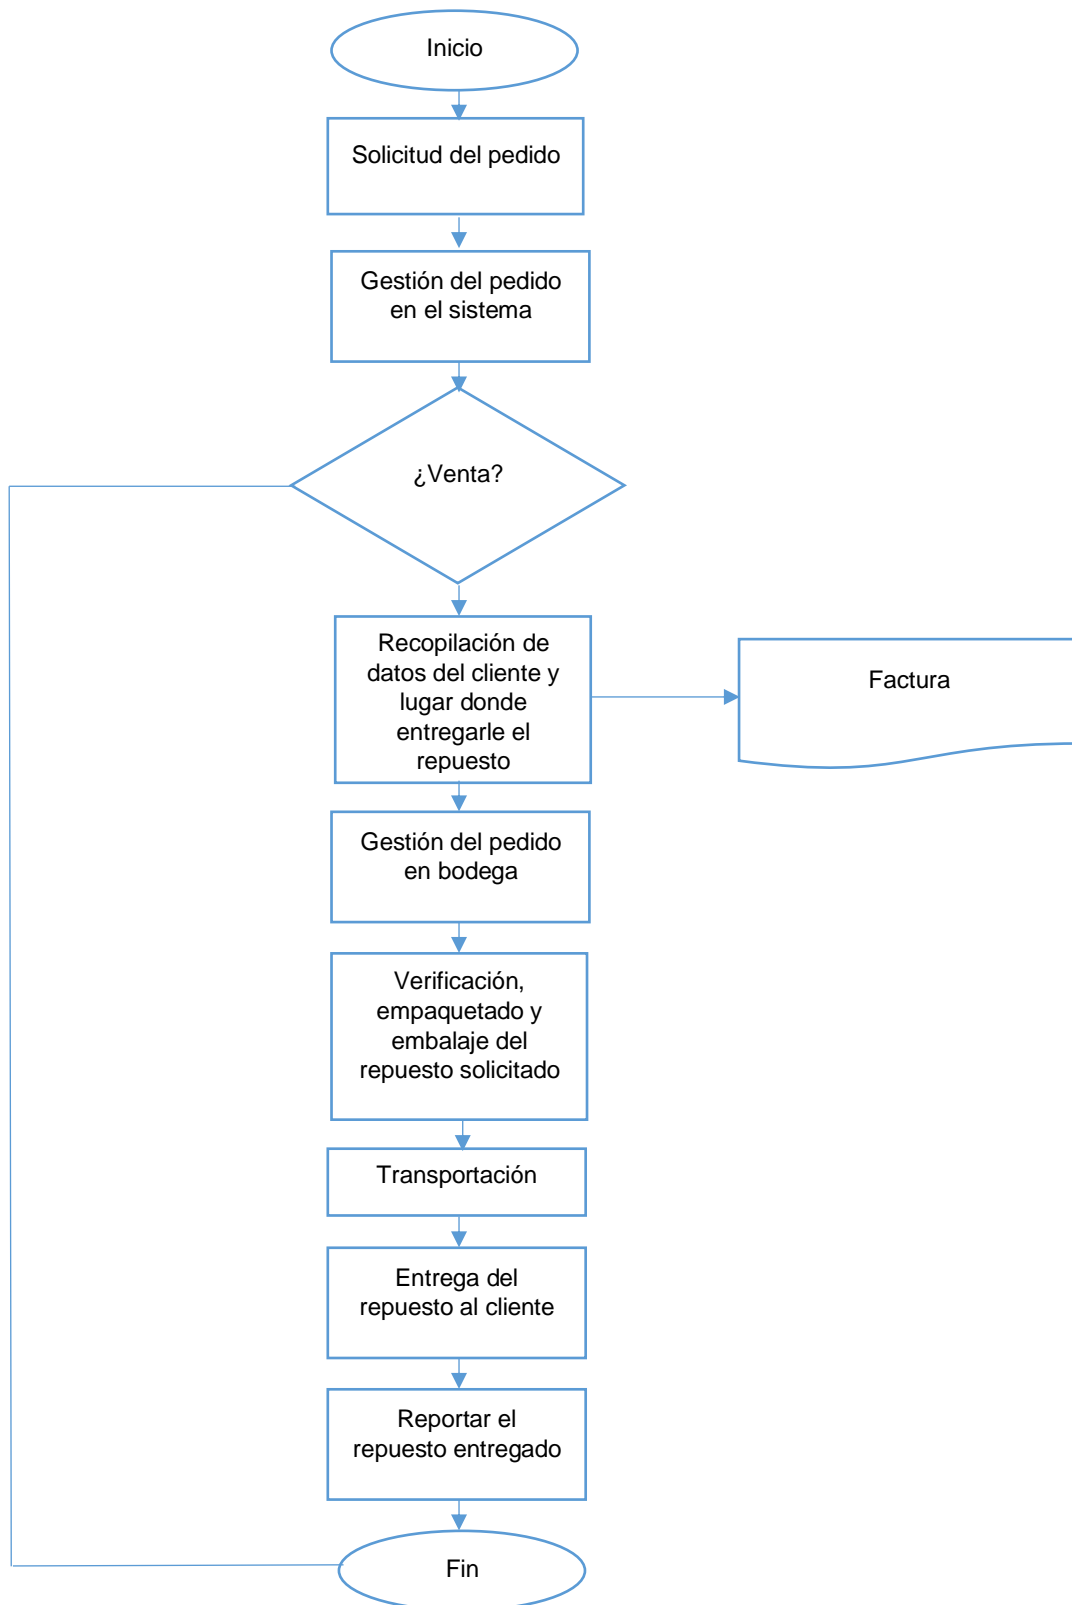 Inicio
Solicitud del pedido
Gestión del pedido
en el sistema
¿Venta?
Recopilación de
datos del cliente y
lugar donde
entregarle el
repuesto
Factura
Gestión del pedido
en bodega
Verificación,
empaquetado y
embalaje del
repuesto solicitado
Transportación
Entrega del
repuesto al cliente
Reportar el
repuesto entregado
Fin